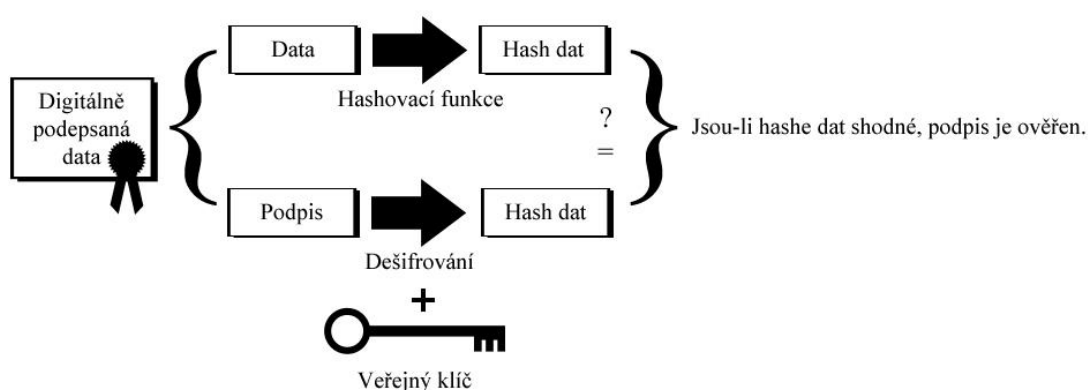 Digitálně
podepsaná
data
Data
Hashovací funkce
Hash dat
Podpis
Dešifrování
+
Veřejný klíč
Hash dat
?
=
Jsou-li hashe dat shodné, podpis je ověřen.